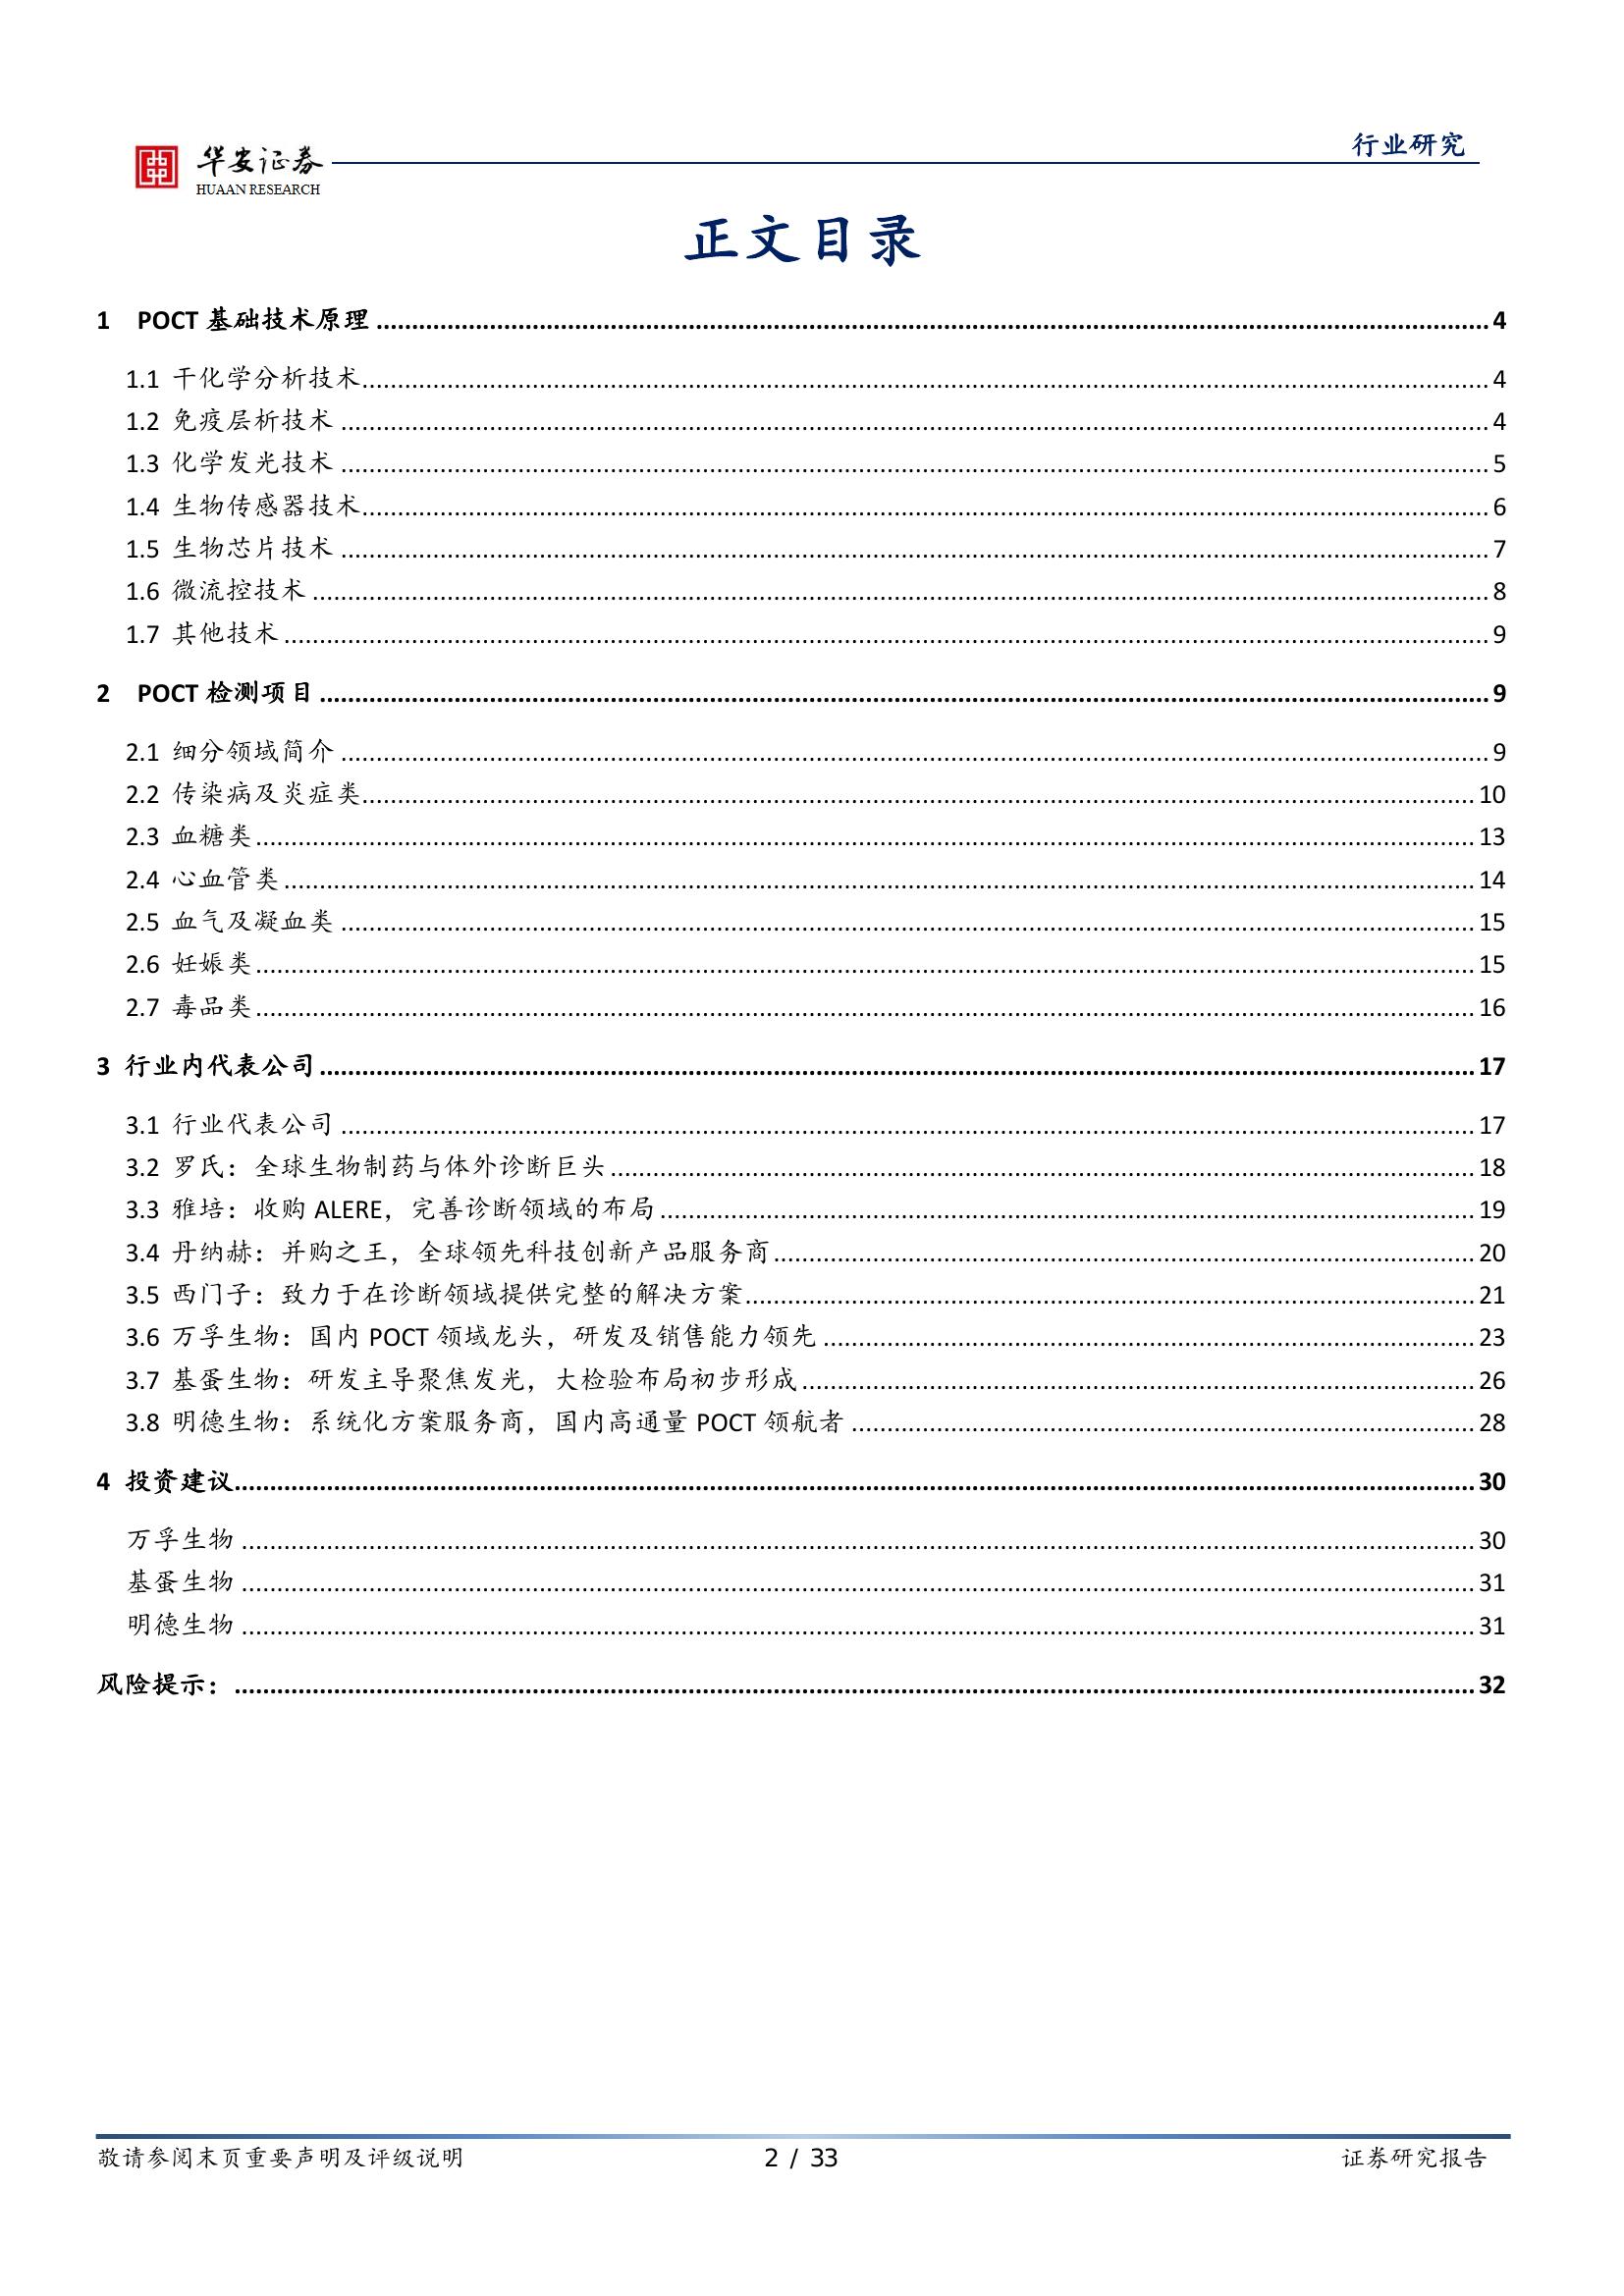 华安证券
HUAAN RESEARCH
行业研究
正文目录
1 POCT 基础技术原理 4
1.1 干化学分析技术 4
1.2 免疫层析技术 4
1.3 化学发光技术 5
1.4 生物传感器技术 6
1.5 生物芯片技术 7
1.6 微流控技术 8
1.7 其他技术 9
2 POCT 检测项目 9
2.1 细分领域简介 9
2.2 传染病及炎症类 10
2.3 血糖类 13
2.4 心血管类 14
2.5 血气及凝血类 15
2.6 妊娠类 15
2.7 毒品类 16
3 行业内代表公司 17
3.1 行业代表公司 17
3.2 罗氏：全球生物制药与体外诊断巨头 18
3.3 雅培：收购 ALERE，完善诊断领域的布局 19
3.4 丹纳赫：并购之王，全球领先科技创新产品服务商 20
3.5 西门子：致力于在诊断领域提供完整的解决方案 21
3.6 万孚生物：国内 POCT 领域龙头，研发及销售能力领先 23
3.7 基蛋生物：研发主导聚焦发光，大检验布局初步形成 26
3.8 明德生物：系统化方案服务商，国内高通量 POCT 领航者 28
4 投资建议 30
万孚生物 30
基蛋生物 31
明德生物 31
风险提示： 32
敬请参阅末页重要声明及评级说明
2 / 33
证券研究报告